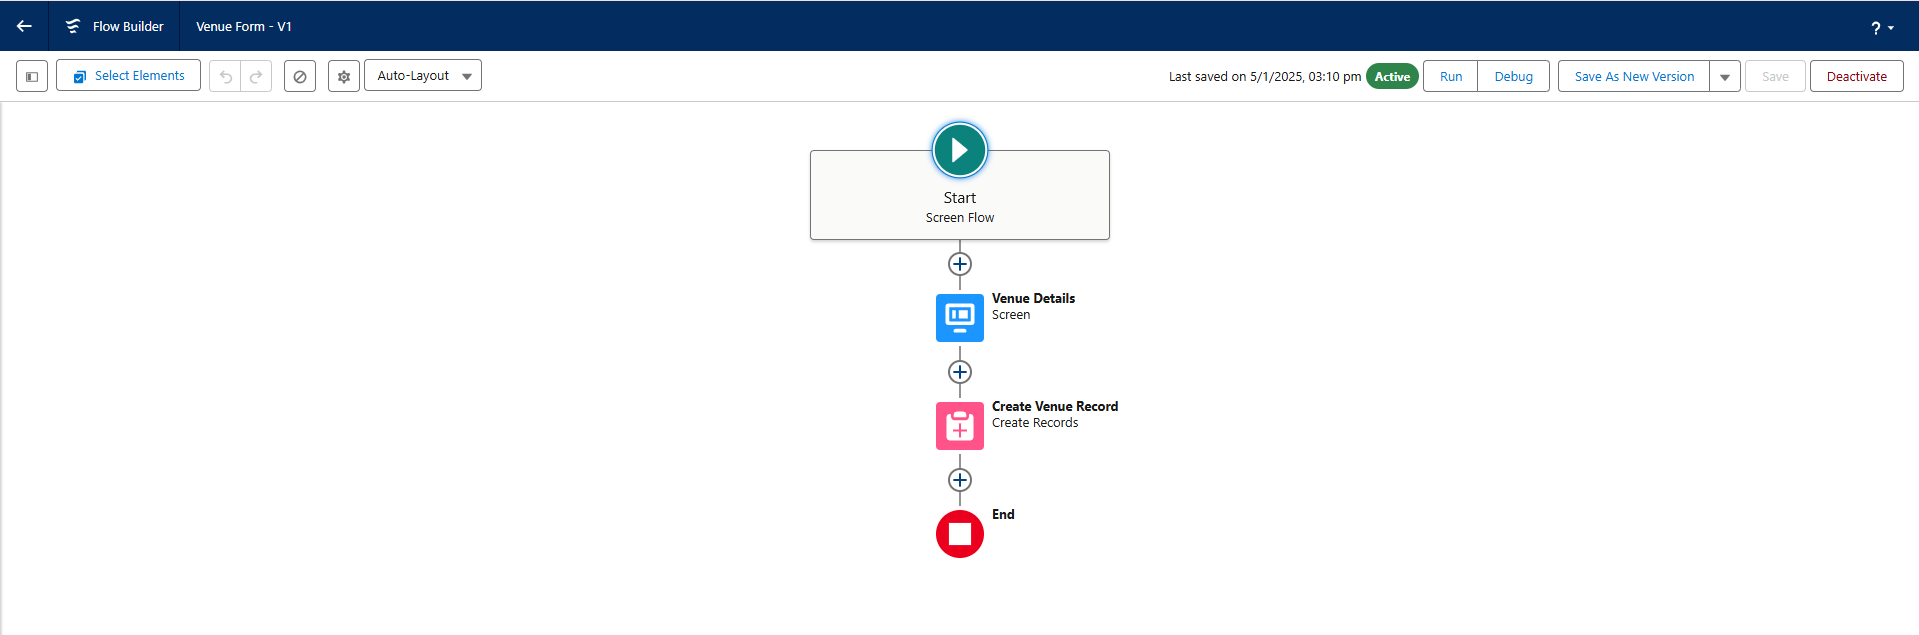 Flow Builder
Venue Form - V1
?
Select Elements
Auto-Layout
Last saved on 5/1/2025, 03:10 pm
Active
Run
Debug
Save As New Version
Save
Deactivate
Start
Screen Flow
Venue Details
Screen
Create Venue Record
Create Records
End